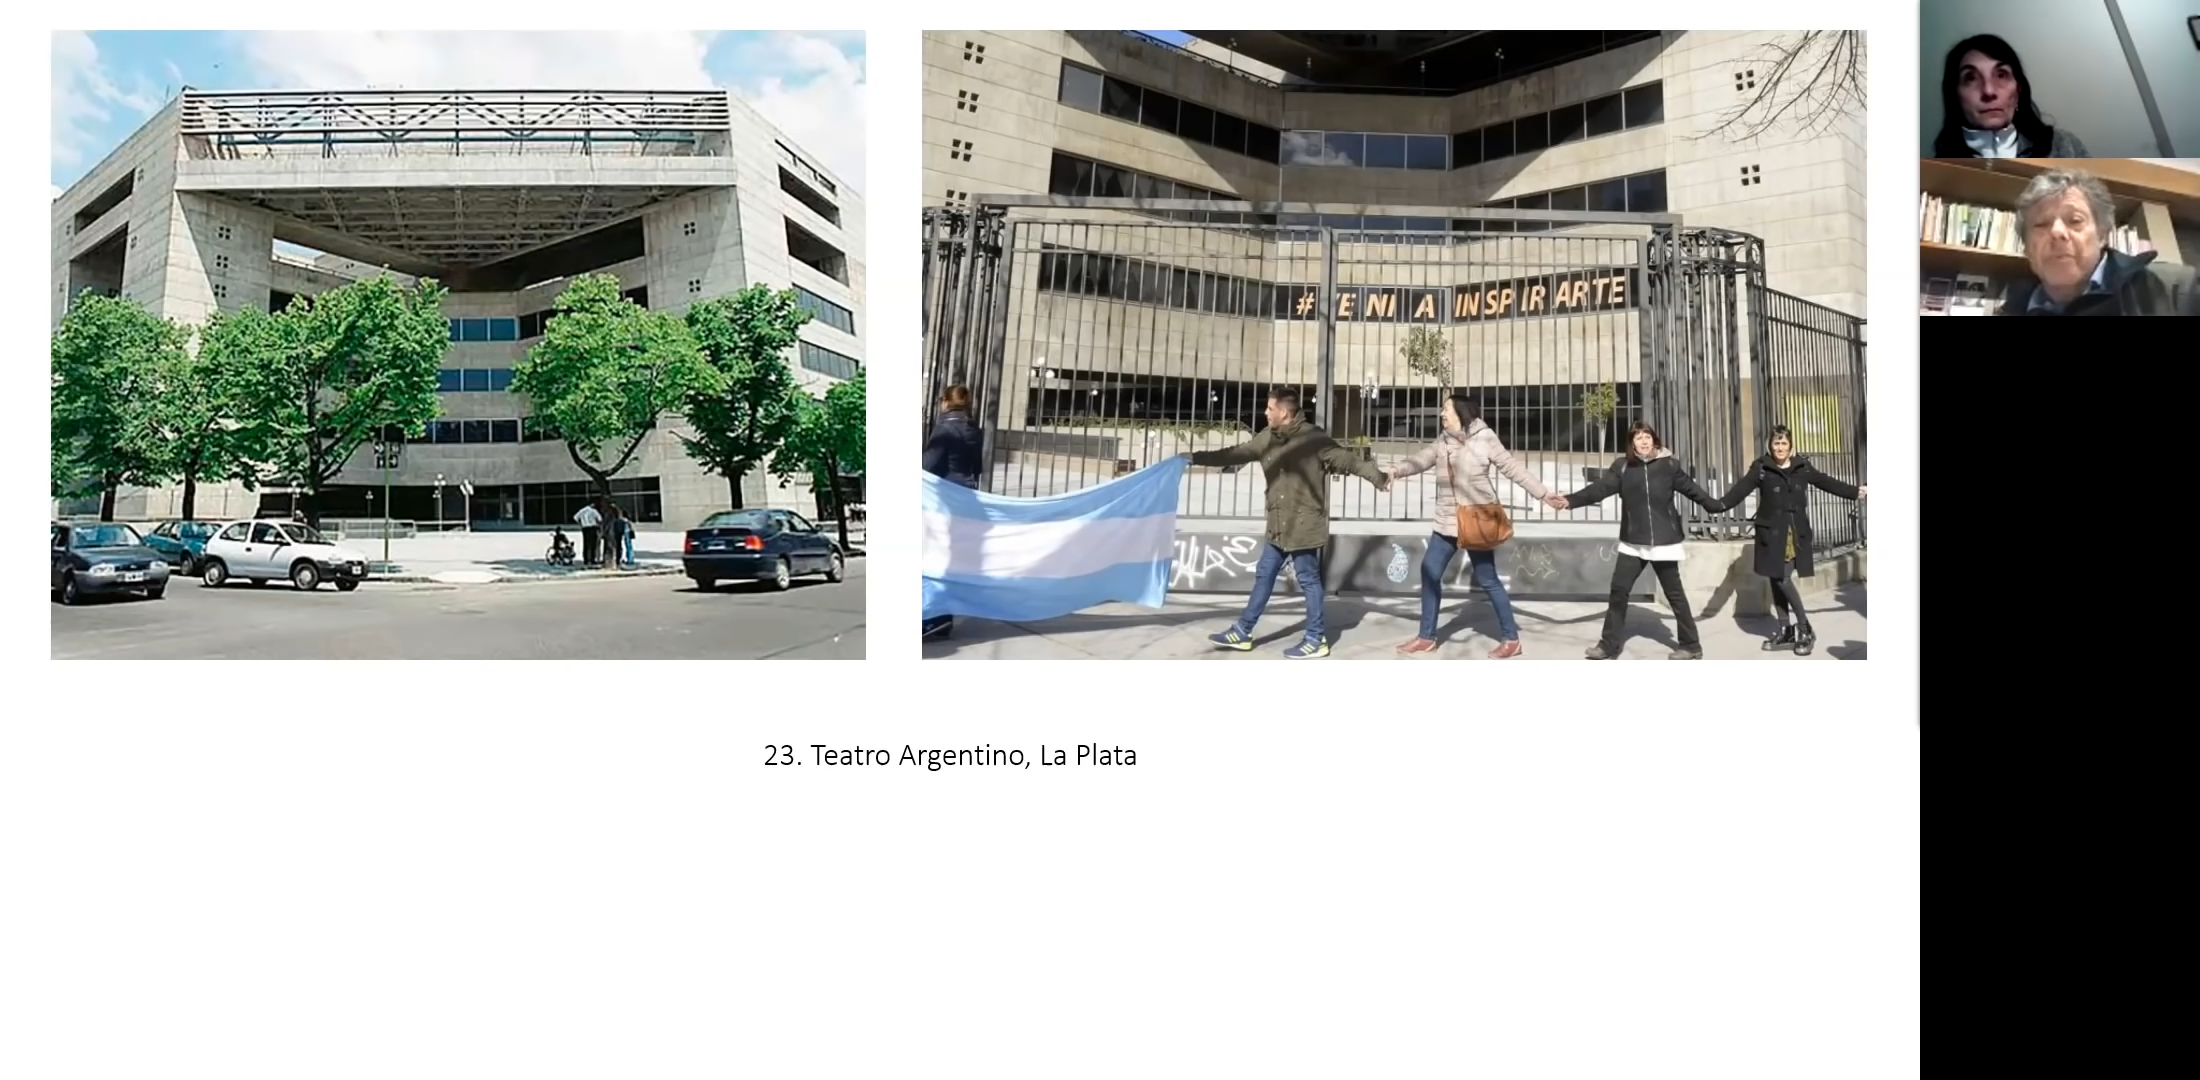 # VENI A INSPIRARTE
23. Teatro Argentino, La Plata